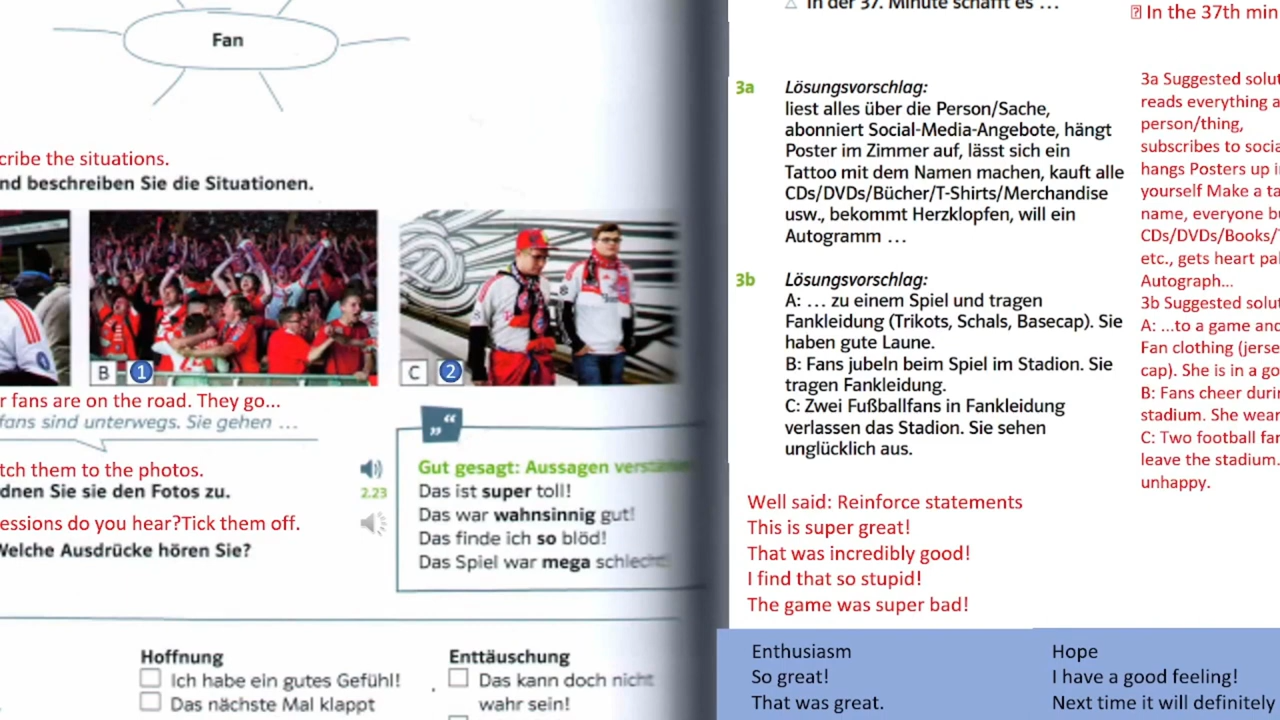 Fan
cribe the situations.
nd beschreiben Sie die Situationen.
B 1
C 2
r fans are on the road. They go...
fans sind unterwegs. Sie gehen ...
tch them to the photos.
dnen Sie sie den Fotos zu.
2.23
essions do you hear?Tick them off.
Welche Ausdrücke hören Sie?
„“
Gut gesagt: Aussagen verstärken
Das ist super toll!
Das war wahnsinnig gut!
Das finde ich so blöd!
Das Spiel war mega schlecht!
Hoffnung
Ich habe ein gutes Gefühl!
Das nächste Mal klappt
Enttäuschung
Das kann doch nicht
wahr sein!
△ In der 37. Minute schafft es ...
3a Lösungsvorschlag:
liest alles über die Person/Sache,
abonniert Social-Media-Angebote, hängt
Poster im Zimmer auf, lässt sich ein
Tattoo mit dem Namen machen, kauft alle
CDs/DVDs/Bücher/T-Shirts/Merchandise
usw., bekommt Herzklopfen, will ein
Autogramm ...
3b Lösungsvorschlag:
A: ... zu einem Spiel und tragen
Fankleidung (Trikots, Schals, Basecap). Sie
haben gute Laune.
B: Fans jubeln beim Spiel im Stadion. Sie
tragen Fankleidung.
C: Zwei Fußballfans in Fankleidung
verlassen das Stadion. Sie sehen
unglücklich aus.
In the 37th min
3a Suggested solut
reads everything a
person/thing,
subscribes to socia
hangs Posters up i
yourself Make a ta
name, everyone b
CDs/DVDs/Books/
etc., gets heart pa
Autograph...
3b Suggested solut
A: ...to a game and
Fan clothing (jerse
cap). She is in a go
B: Fans cheer duri
stadium. She wear
C: Two football fa
leave the stadium.
unhappy.
Well said: Reinforce statements
This is super great!
That was incredibly good!
I find that so stupid!
The game was super bad!
Enthusiasm
So great!
That was great.
Hope
I have a good feeling!
Next time it will definitely